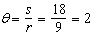 θ = s/r = 18/9 = 2